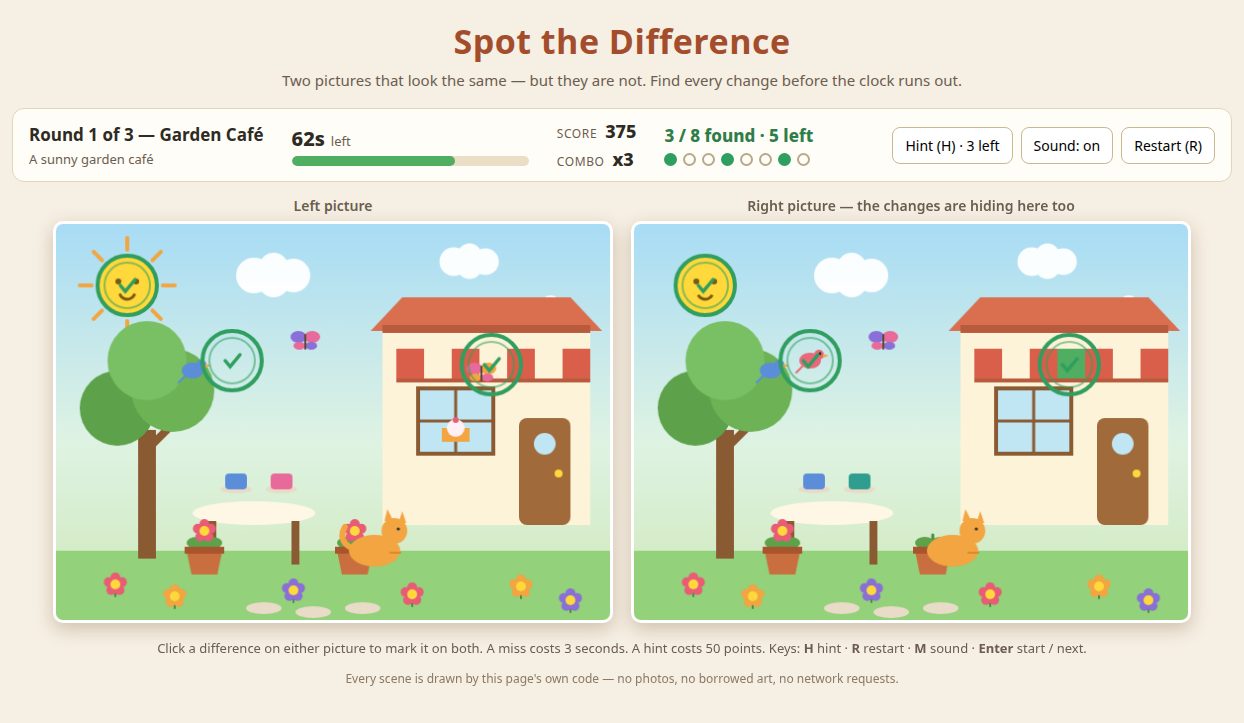 Spot the Difference
Two pictures that look the same — but they are not. Find every change before the clock runs out.
Round 1 of 3 — Garden Café
A sunny garden café
62s left
SCORE 375
COMBO x3
3 / 8 found · 5 left
Hint (H) · 3 left
Sound: on
Restart (R)
Left picture
Right picture — the changes are hiding here too
Click a difference on either picture to mark it on both. A miss costs 3 seconds. A hint costs 50 points. Keys: H hint · R restart · M sound · Enter start / next.
Every scene is drawn by this page's own code — no photos, no borrowed art, no network requests.